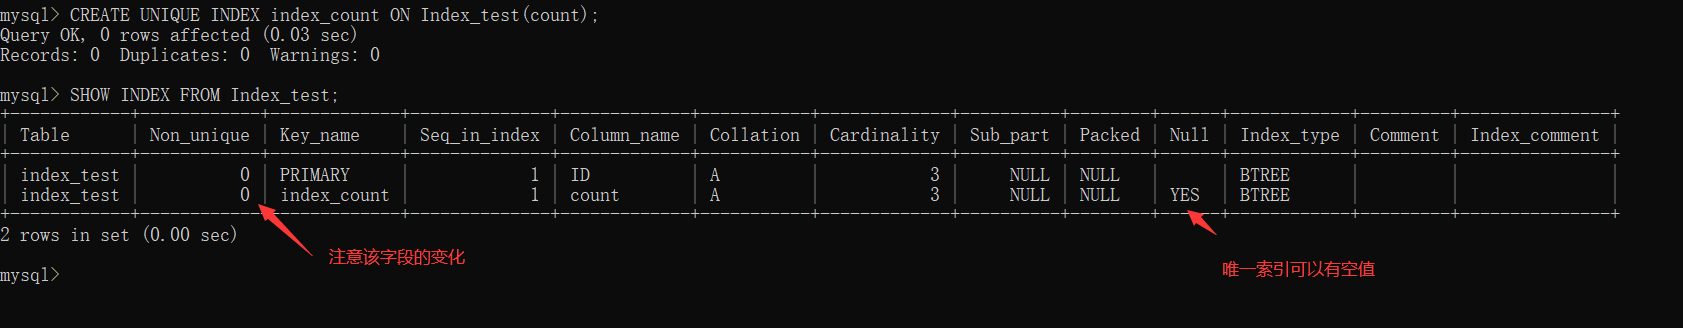 mysql> CREATE UNIQUE INDEX index_count ON Index_test(count);
Query OK, 0 rows affected (0.03 sec)
Records: 0  Duplicates: 0  Warnings: 0
mysql> SHOW INDEX FROM Index_test;
| Table | Non_unique | Key_name | Seq_in_index | Column_name | Collation | Cardinality | Sub_part | Packed | Null | Index_type | Comment | Index_comment |
| index_test | 0 | PRIMARY | 1 | ID | A | 3 | NULL | NULL | | BTREE | | |
| index_test | 0 | index_count | 1 | count | A | 3 | NULL | NULL | YES | BTREE | | |
2 rows in set (0.00 sec)
注意该字段的变化
唯一索引可以有空值
mysql>